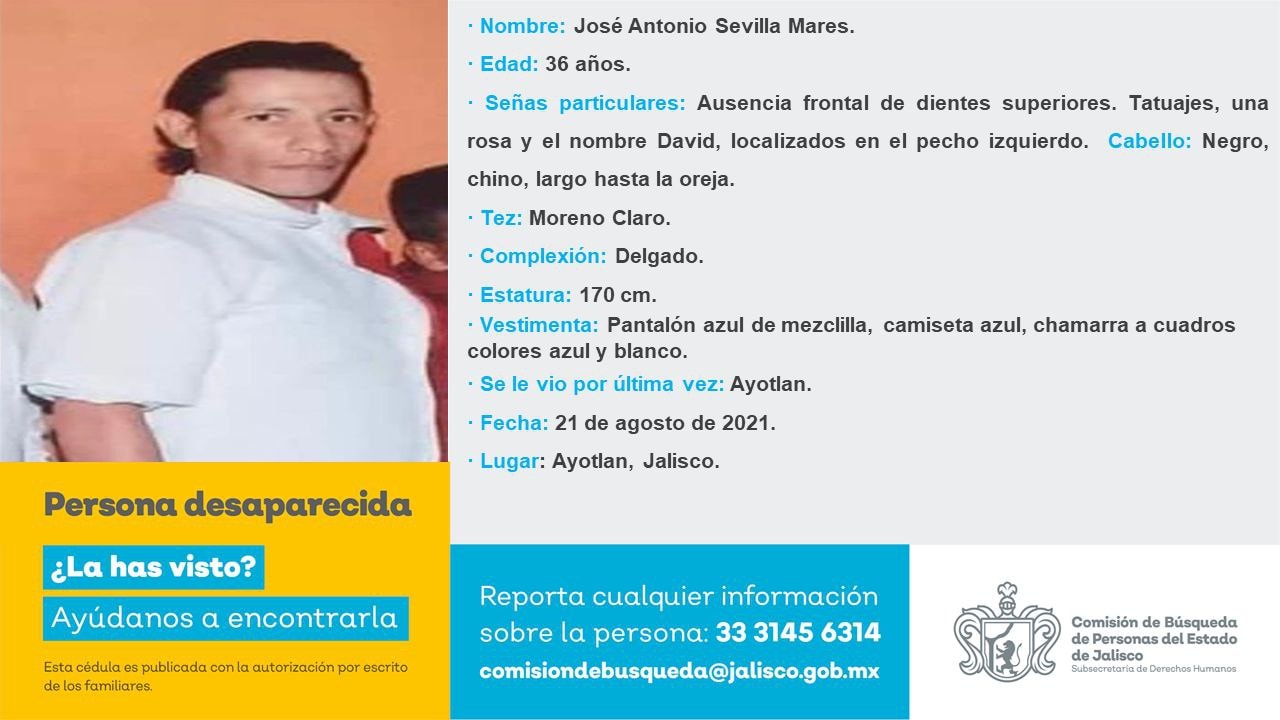 · Nombre: José Antonio Sevilla Mares.
· Edad: 36 años.
· Señas particulares: Ausencia frontal de dientes superiores. Tatuajes, una
rosa y el nombre David, localizados en el pecho izquierdo. Cabello: Negro,
chino, largo hasta la oreja.
· Tez: Moreno Claro.
· Complexión: Delgado.
· Estatura: 170 cm.
· Vestimenta: Pantalón azul de mezclilla, camiseta azul, chamarra a cuadros
colores azul y blanco.
· Se le vio por última vez: Ayotlan.
· Fecha: 21 de agosto de 2021.
· Lugar: Ayotlan, Jalisco.
Persona desaparecida
¿La has visto?
Ayúdanos a encontrarla
Esta cédula es publicada con la autorización por escrito
de los familiares.
Reporta cualquier información
sobre la persona: 33 3145 6314
comisiondebusqueda@jalisco.gob.mx
Comisión de Búsqueda
de Personas del Estado
de Jalisco
Subsecretaría de Derechos Humanos